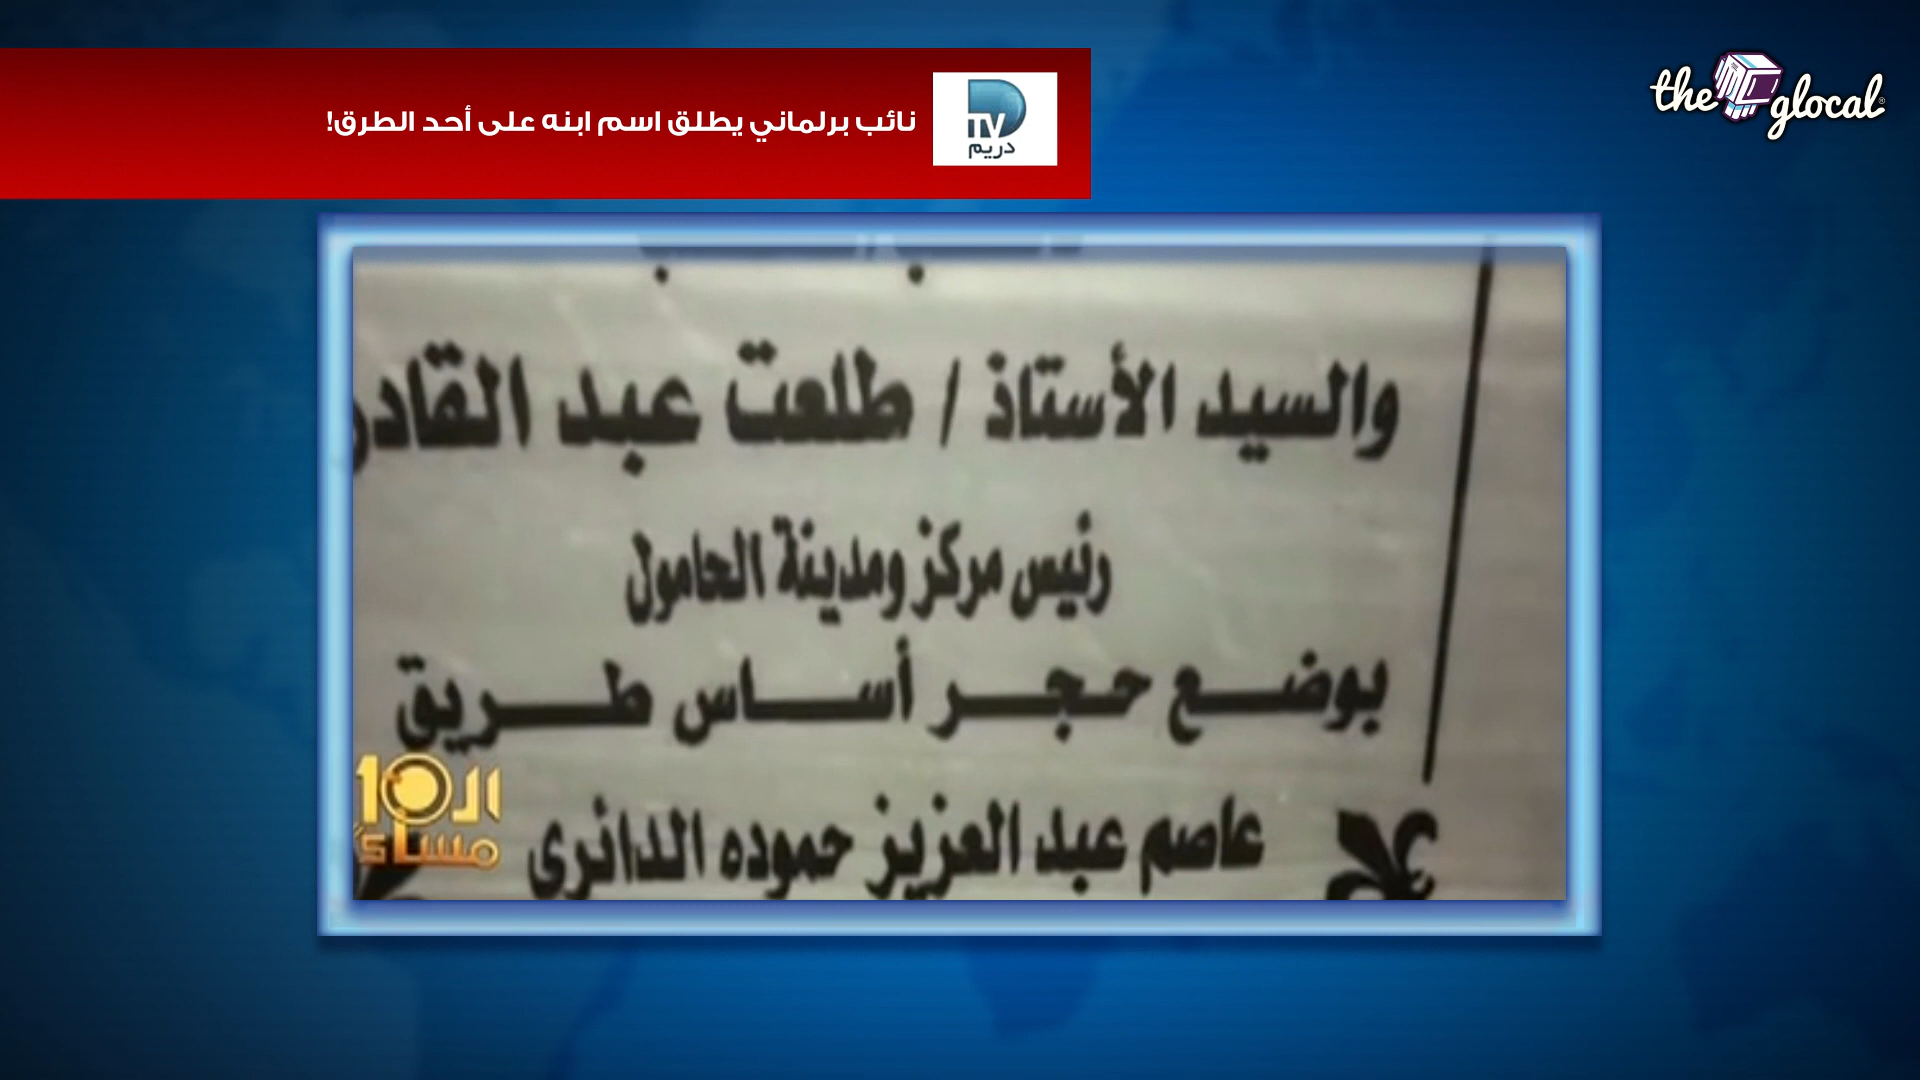 the glocal
نائب برلماني يطلق اسم ابنه على أحد الطرق!
TV
دريم
والسيد الأستاذ / طلعت عبد القادر
رئيس مركز ومدينة الحامول
بوضع حجر أساس طريق
عاصم عبد العزيز حموده الدائرى
الـ10
مساءً